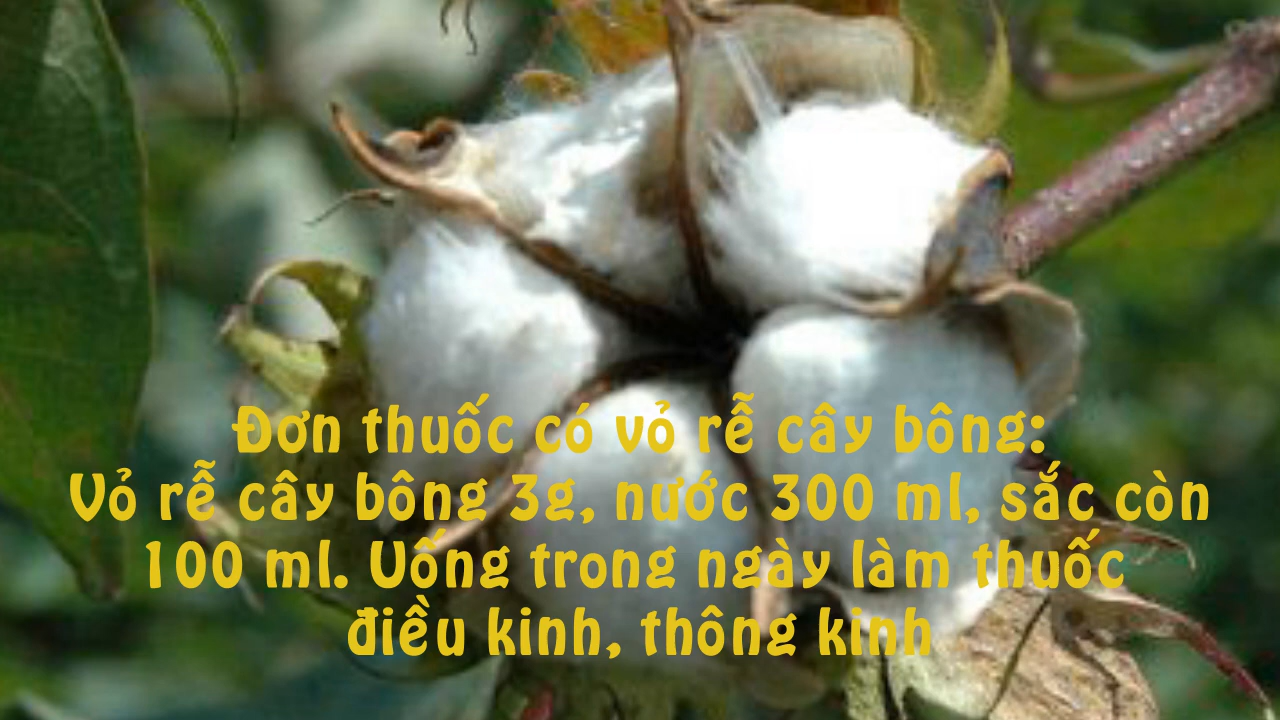 Đơn thuốc có vỏ rễ cây bông:
Vỏ rễ cây bông 3g, nước 300 ml, sắc còn
100 ml. Uống trong ngày làm thuốc
điều kinh, thông kinh